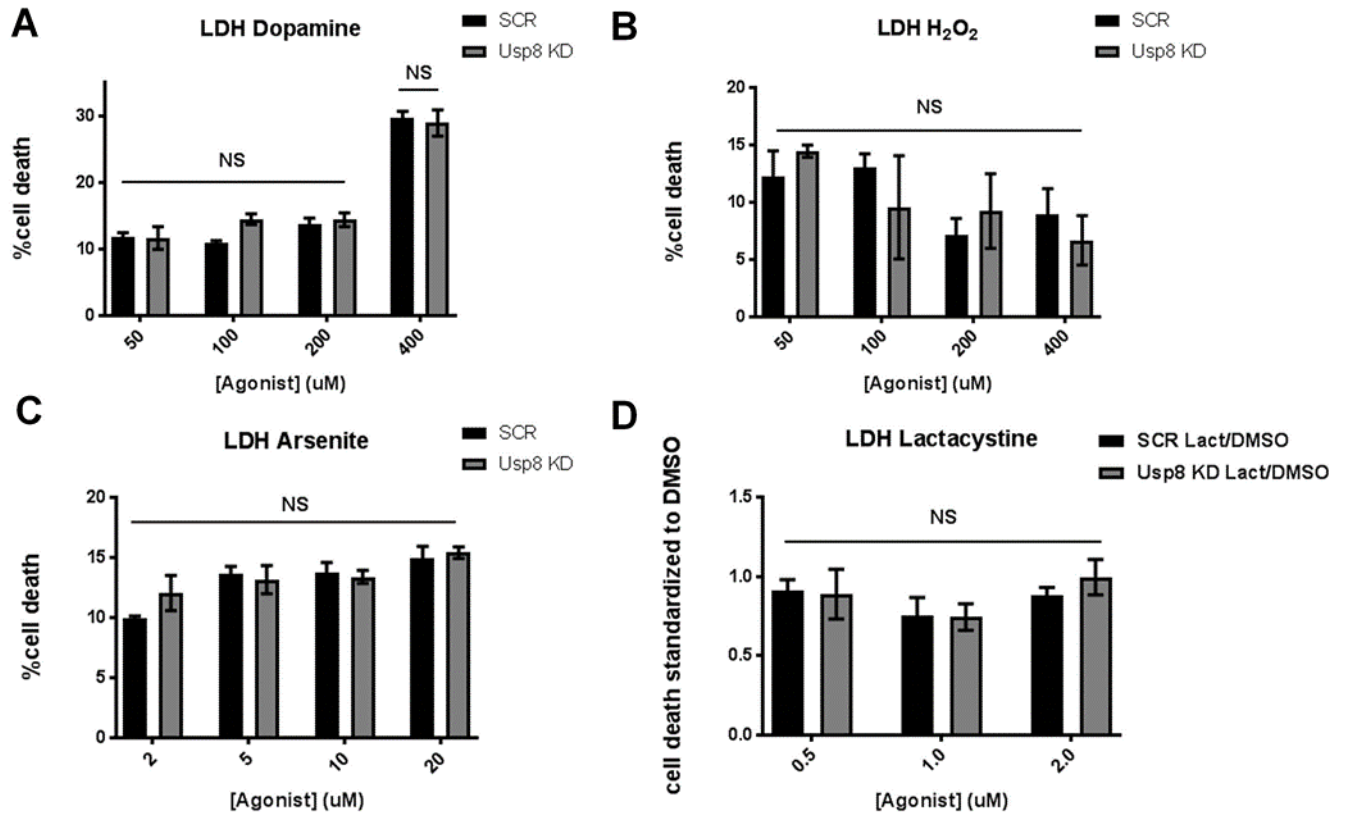 A
LDH Dopamine
SCR
Usp8 KD
NS
NS
%cell death
30
20
10
0
50
100
200
400
[Agonist] (uM)
B
LDH H₂O₂
SCR
Usp8 KD
NS
%cell death
20
15
10
5
0
50
100
200
400
[Agonist] (uM)
C
LDH Arsenite
SCR
Usp8 KD
NS
%cell death
20
15
10
5
0
2
5
10
20
[Agonist] (uM)
D
LDH Lactacystine
SCR Lact/DMSO
Usp8 KD Lact/DMSO
NS
cell death standardized to DMSO
1.5
1.0
0.5
0.0
0.5
1.0
2.0
[Agonist] (uM)